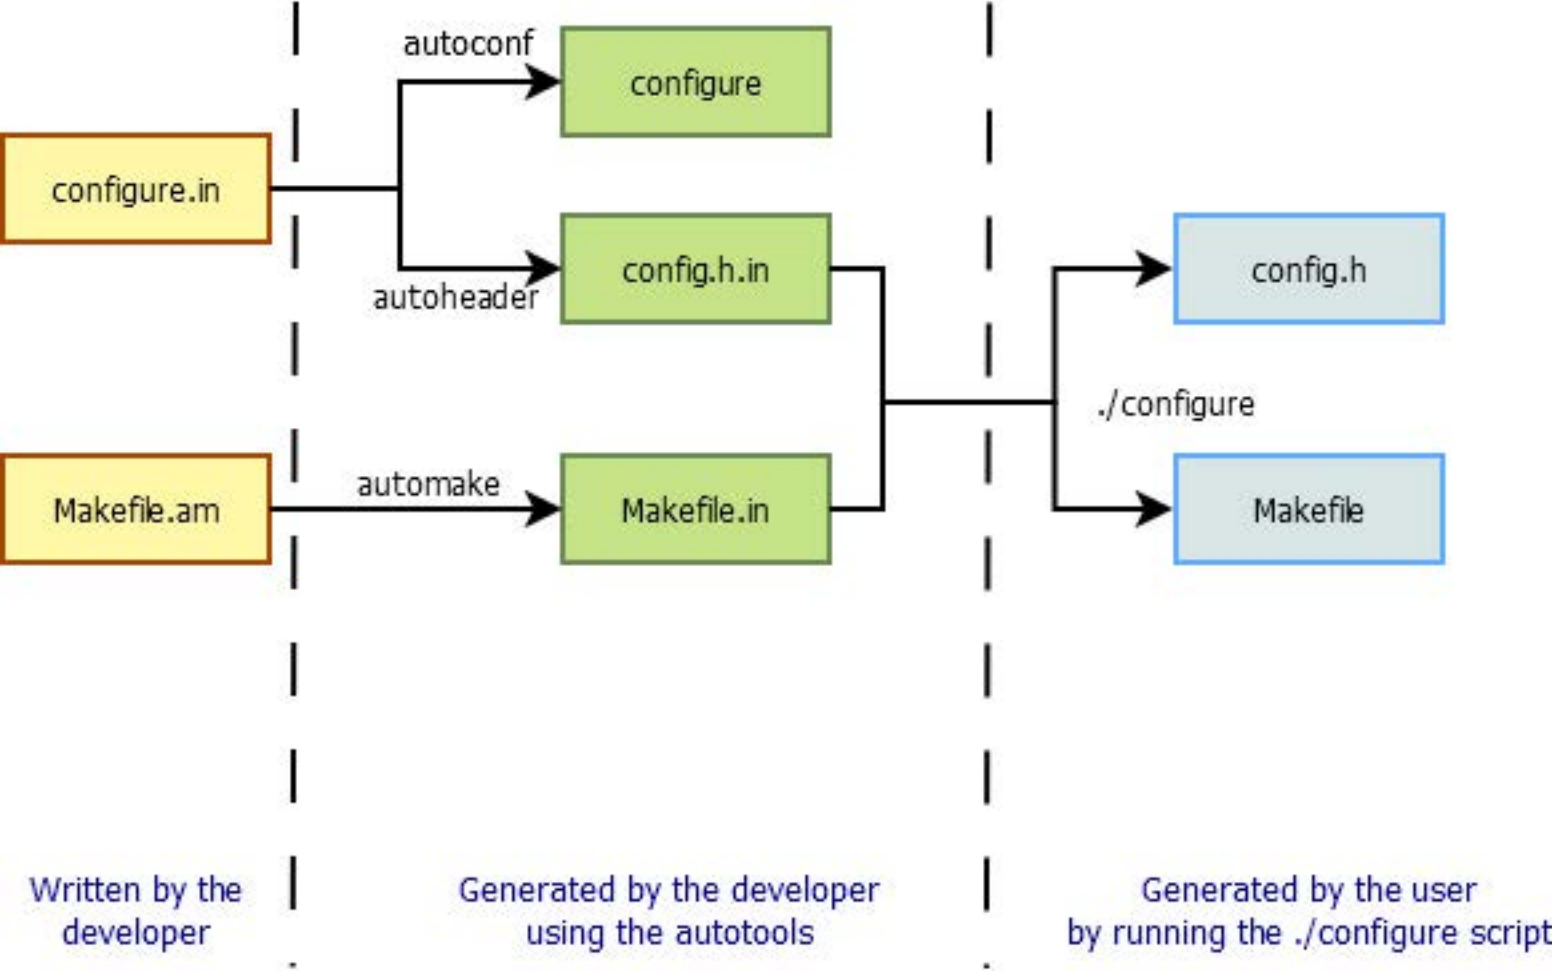 autoconf
configure
configure.in
config.h.in
config.h
autoheader
./configure
automake
Makefile.am
Makefile.in
Makefile
Written by the
developer
Generated by the developer
using the autotools
Generated by the user
by running the ./configure script